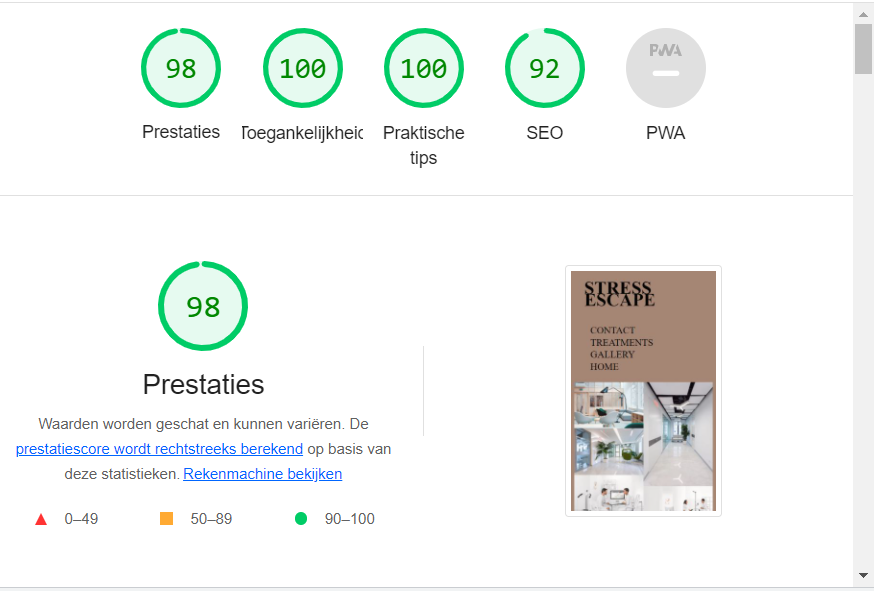 98
100
100
92
PWA
Prestaties
Toegankelijkheid
Praktische
tips
SEO
PWA
98
Prestaties
Waarden worden geschat en kunnen variëren. De
prestatiescore wordt rechtstreeks berekend op basis van
deze statistieken. Rekenmachine bekijken
0–49
50–89
90–100
STRESS
ESCAPE
CONTACT
TREATMENTS
GALLERY
HOME